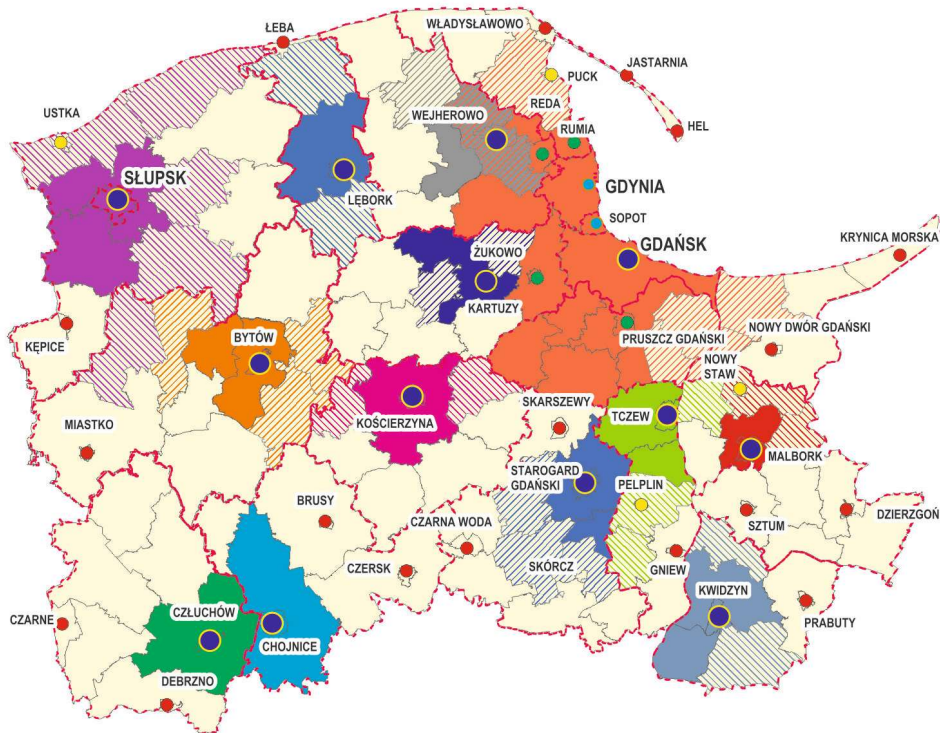 WŁADYSŁAWOWO
ŁEBA
JASTARNIA
PUCK
USTKA
REDA
WEJHEROWO
RUMIA
HEL
SŁUPSK
LĘBORK
GDYNIA
SOPOT
ŻUKOWO
GDAŃSK
KRYNICA MORSKA
KARTUZY
KĘPICE
BYTÓW
PRUSZCZ GDAŃSKI
NOWY DWÓR GDAŃSKI
NOWY
STAW
SKARSZEWY
KOŚCIERZYNA
TCZEW
MIASTKO
MALBORK
STAROGARD
GDAŃSKI
PELPLIN
BRUSY
CZARNA WODA
SZTUM
DZIERZGOŃ
CZERSK
SKÓRCZ
GNIEW
KWIDZYN
CZARNE
CZŁUCHÓW
CHOJNICE
PRABUTY
DEBRZNO